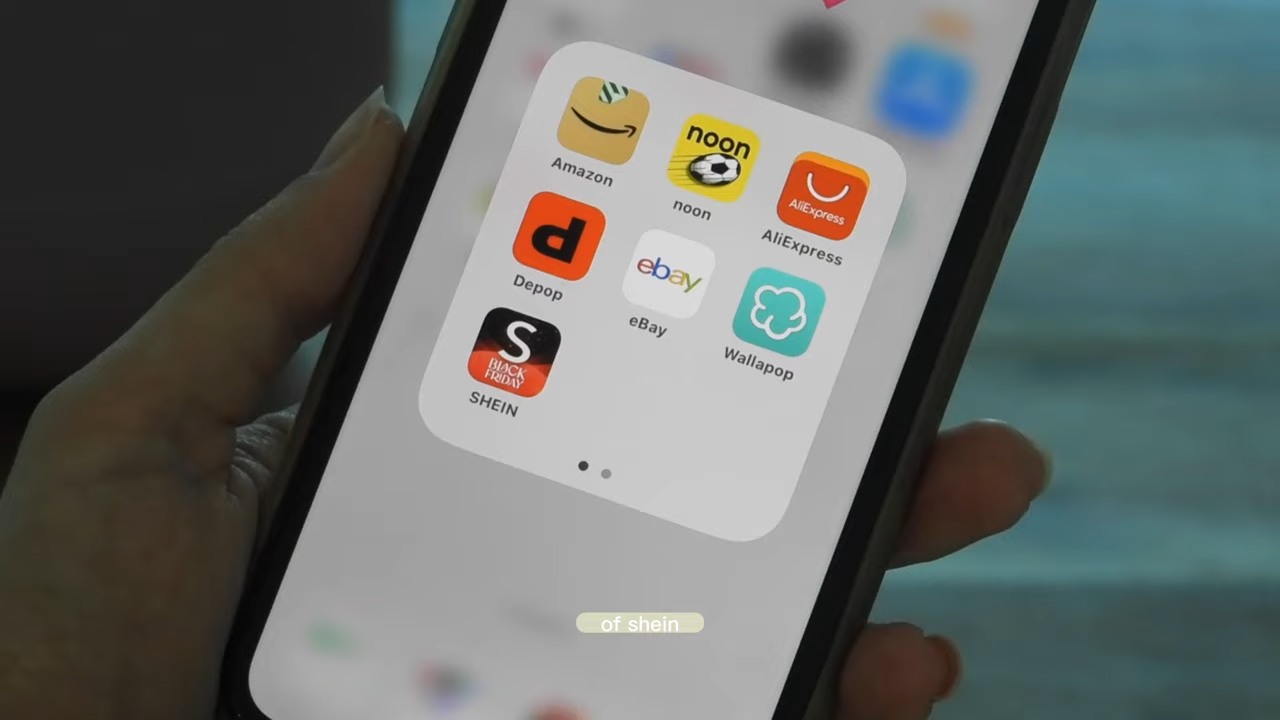 noon
Amazon
noon
AliExpress
AliExpress
d
Depop
ebay
eBay
Wallapop
S
BLACK
FRIDAY
SHEIN
of shein